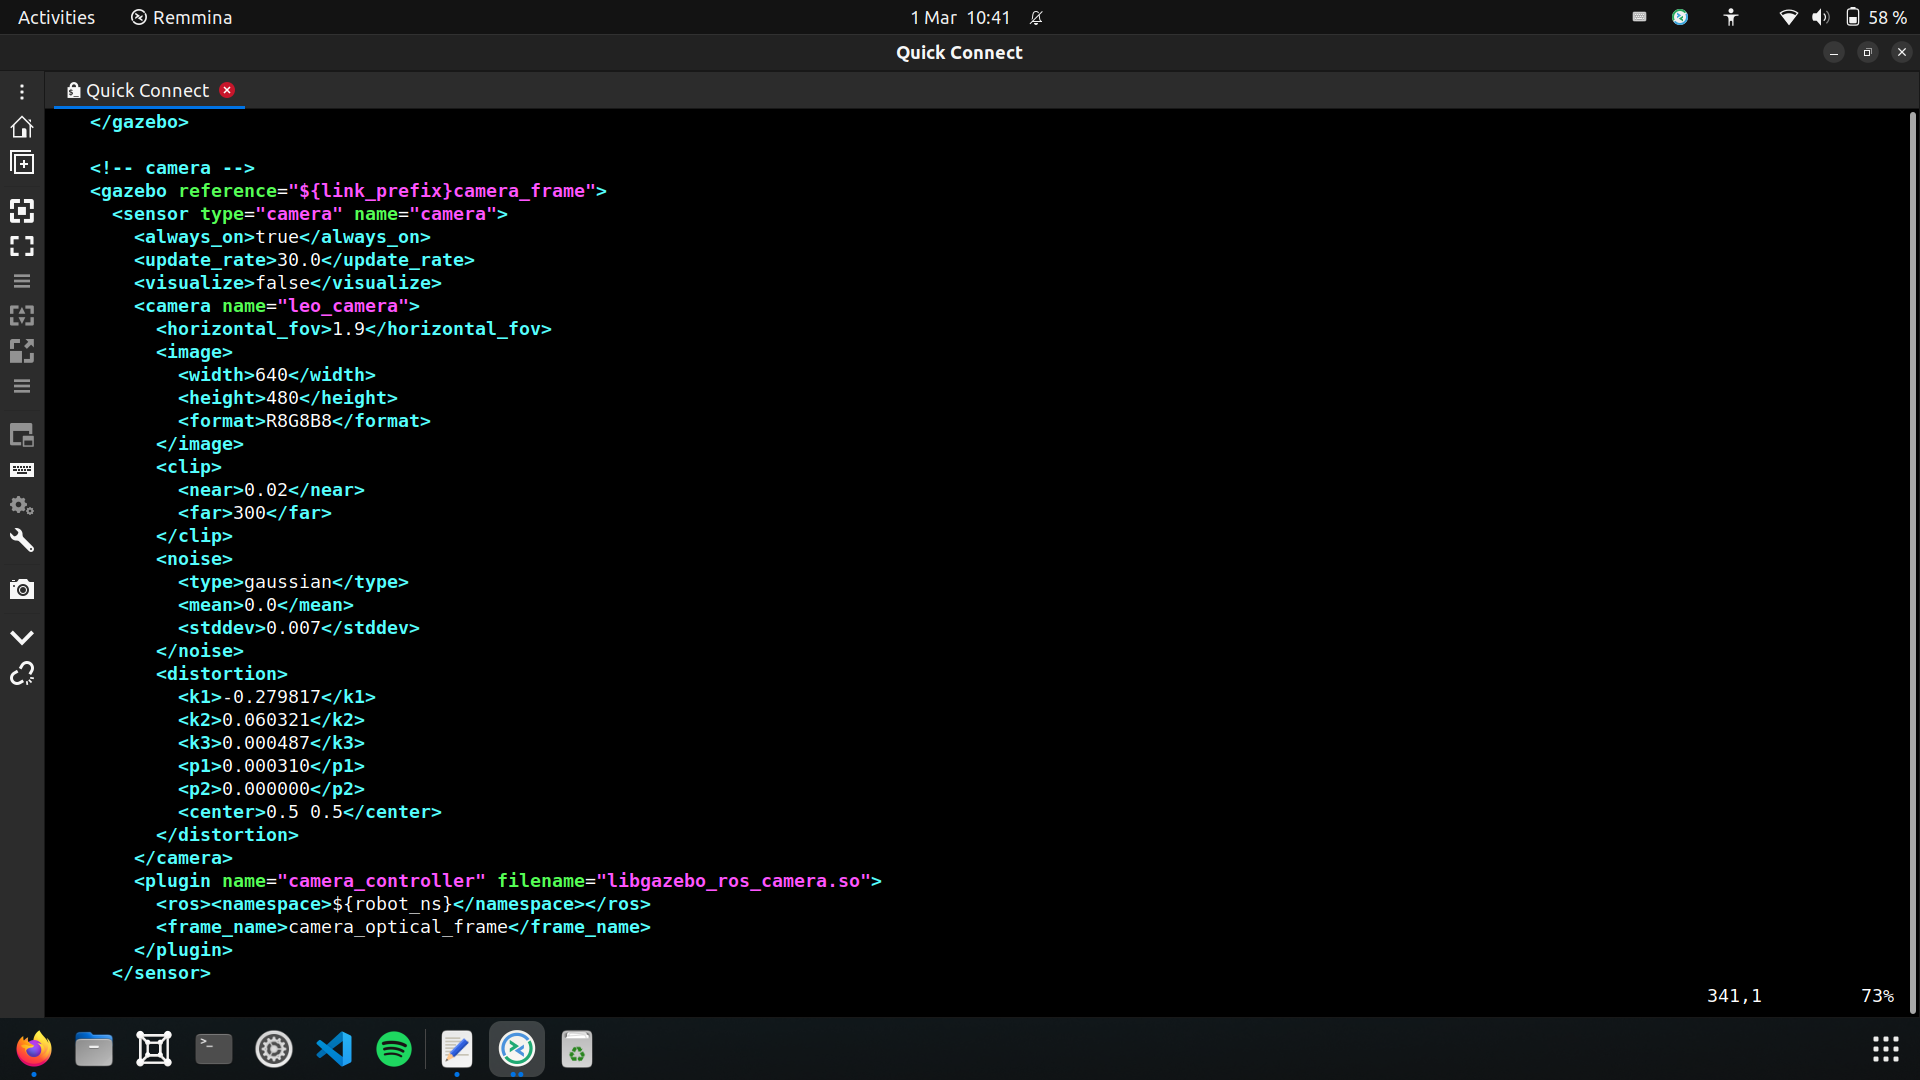 Activities Remmina 1 Mar 10:41 58 %
Quick Connect
Quick Connect
</gazebo>
<!-- camera -->
<gazebo reference="${link_prefix}camera_frame">
<sensor type="camera" name="camera">
<always_on>true</always_on>
<update_rate>30.0</update_rate>
<visualize>false</visualize>
<camera name="leo_camera">
<horizontal_fov>1.9</horizontal_fov>
<image>
<width>640</width>
<height>480</height>
<format>R8G8B8</format>
</image>
<clip>
<near>0.02</near>
<far>300</far>
</clip>
<noise>
<type>gaussian</type>
<mean>0.0</mean>
<stddev>0.007</stddev>
</noise>
<distortion>
<k1>-0.279817</k1>
<k2>0.060321</k2>
<k3>0.000487</k3>
<p1>0.000310</p1>
<p2>0.000000</p2>
<center>0.5 0.5</center>
</distortion>
</camera>
<plugin name="camera_controller" filename="libgazebo_ros_camera.so">
<ros><namespace>${robot_ns}</namespace></ros>
<frame_name>camera_optical_frame</frame_name>
</plugin>
</sensor>
341,1 73%